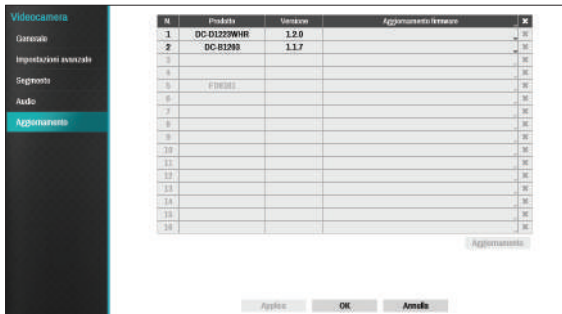 Videocamera
Generale
Impostazioni avanzate
Segmento
Audio
Aggiornamento
N. Prodotto Versione Aggiornamento firmware
1 DC-D1223WHR 1.2.0
2 DC-B1203 1.1.7
3
4
5
6
7
8
9
10
11
12
13
14
15
16
Aggiornamento
Applica OK Annulla